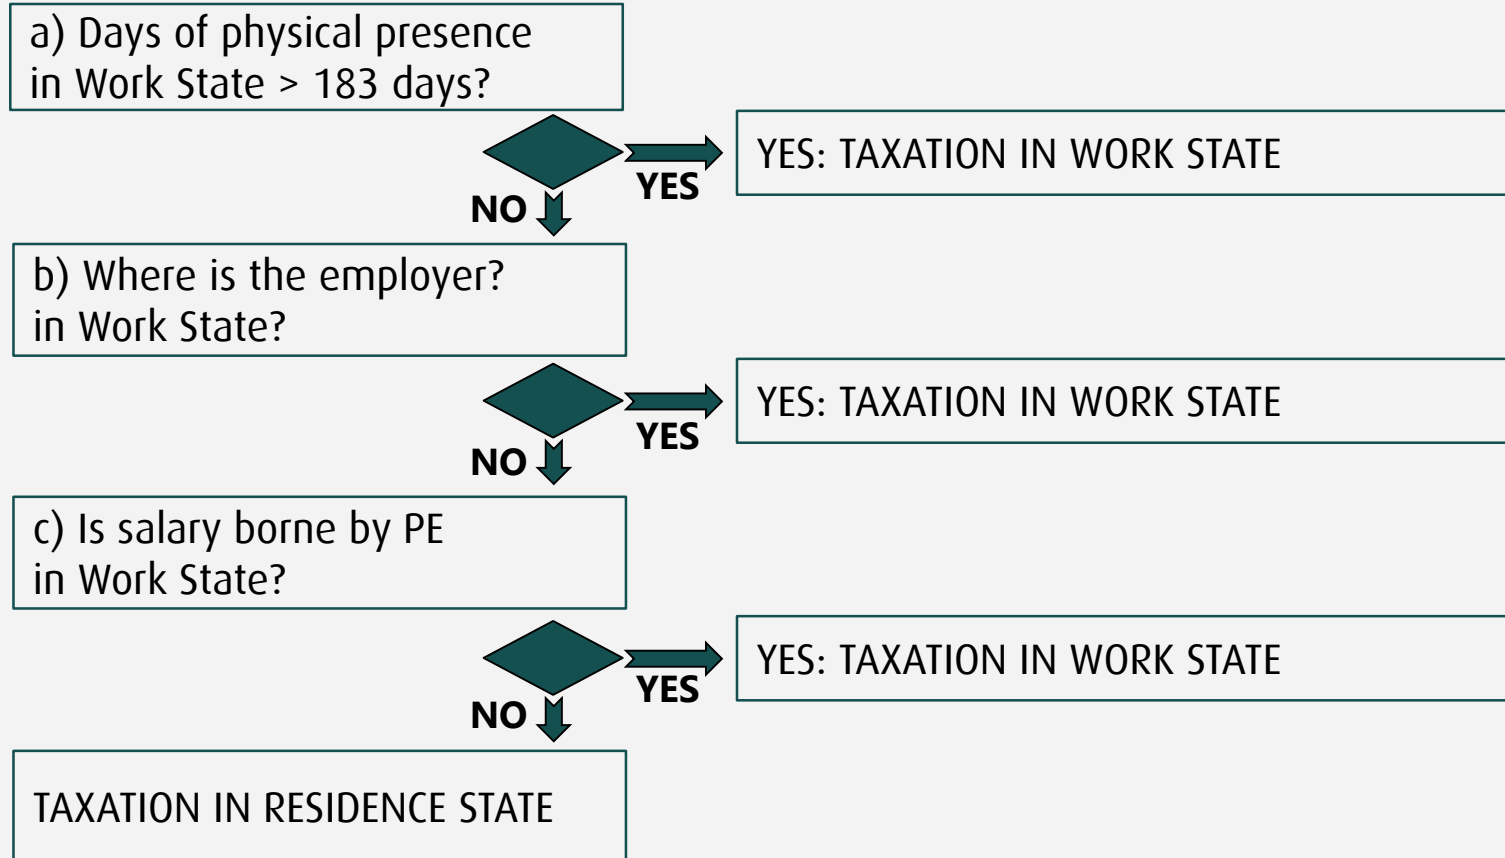 a) Days of physical presence
in Work State > 183 days?
YES: TAXATION IN WORK STATE
YES
NO
b) Where is the employer?
in Work State?
YES: TAXATION IN WORK STATE
YES
NO
c) Is salary borne by PE
in Work State?
YES: TAXATION IN WORK STATE
YES
NO
TAXATION IN RESIDENCE STATE